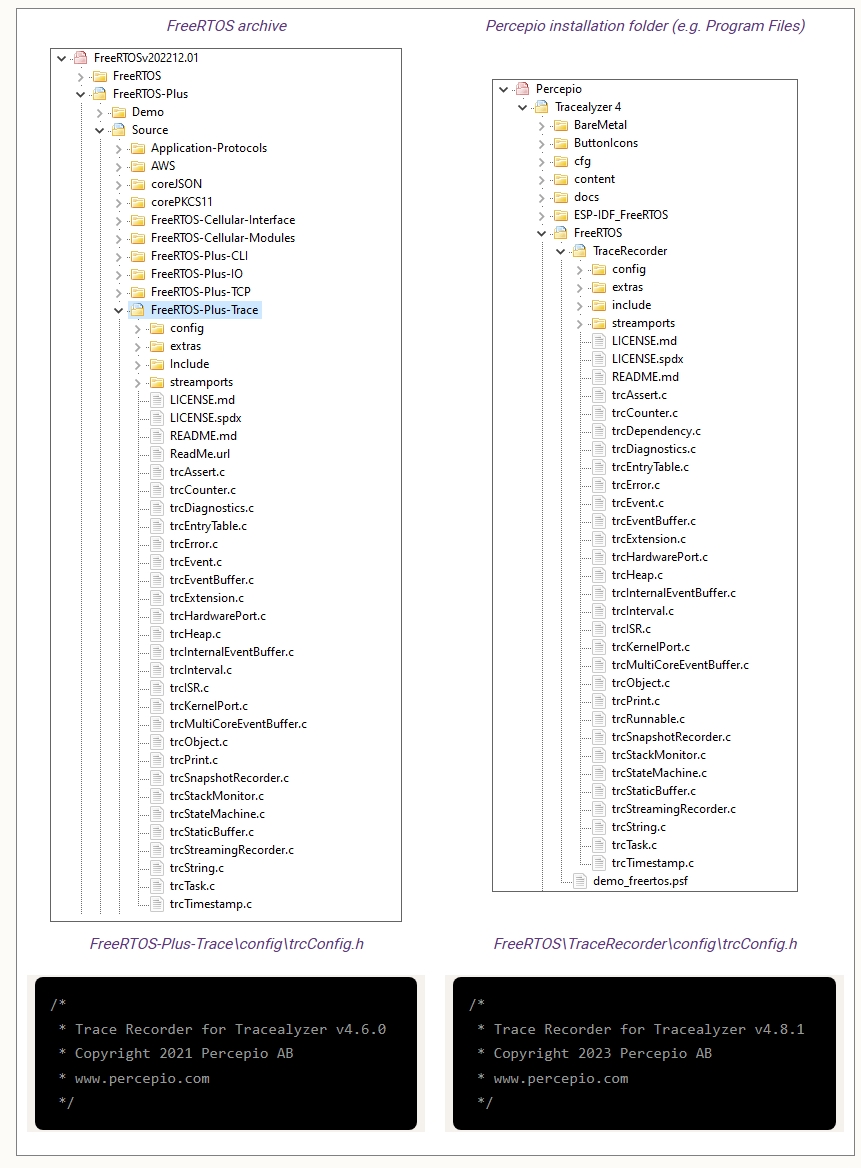 FreeRTOS archive
FreeRTOSv202212.01
FreeRTOS
FreeRTOS-Plus
Demo
Source
Application-Protocols
AWS
coreJSON
corePKCS11
FreeRTOS-Cellular-Interface
FreeRTOS-Cellular-Modules
FreeRTOS-Plus-CLI
FreeRTOS-Plus-IO
FreeRTOS-Plus-TCP
FreeRTOS-Plus-Trace
config
extras
Include
streamports
LICENSE.md
LICENSE.spdx
README.md
ReadMe.url
trcAssert.c
trcCounter.c
trcDiagnostics.c
trcEntryTable.c
trcError.c
trcEvent.c
trcEventBuffer.c
trcExtension.c
trcHardwarePort.c
trcHeap.c
trcInternalEventBuffer.c
trcInterval.c
trcISR.c
trcKernelPort.c
trcMultiCoreEventBuffer.c
trcObject.c
trcPrint.c
trcSnapshotRecorder.c
trcStackMonitor.c
trcStateMachine.c
trcStaticBuffer.c
trcStreamingRecorder.c
trcString.c
trcTask.c
trcTimestamp.c
FreeRTOS-Plus-Trace\config\trcConfig.h
/*
* Trace Recorder for Tracealyzer v4.6.0
* Copyright 2021 Percepio AB
* www.percepio.com
*/
Percepio installation folder (e.g. Program Files)
Percepio
Tracealyzer 4
BareMetal
ButtonIcons
cfg
content
docs
ESP-IDF_FreeRTOS
FreeRTOS
TraceRecorder
config
extras
include
streamports
LICENSE.md
LICENSE.spdx
README.md
trcAssert.c
trcCounter.c
trcDependency.c
trcDiagnostics.c
trcEntryTable.c
trcError.c
trcEvent.c
trcEventBuffer.c
trcExtension.c
trcHardwarePort.c
trcHeap.c
trcInternalEventBuffer.c
trcInterval.c
trcISR.c
trcKernelPort.c
trcMultiCoreEventBuffer.c
trcObject.c
trcPrint.c
trcRunnable.c
trcSnapshotRecorder.c
trcStackMonitor.c
trcStateMachine.c
trcStaticBuffer.c
trcStreamingRecorder.c
trcString.c
trcTask.c
trcTimestamp.c
demo_freertos.psf
FreeRTOS\TraceRecorder\config\trcConfig.h
/*
* Trace Recorder for Tracealyzer v4.8.1
* Copyright 2023 Percepio AB
* www.percepio.com
*/